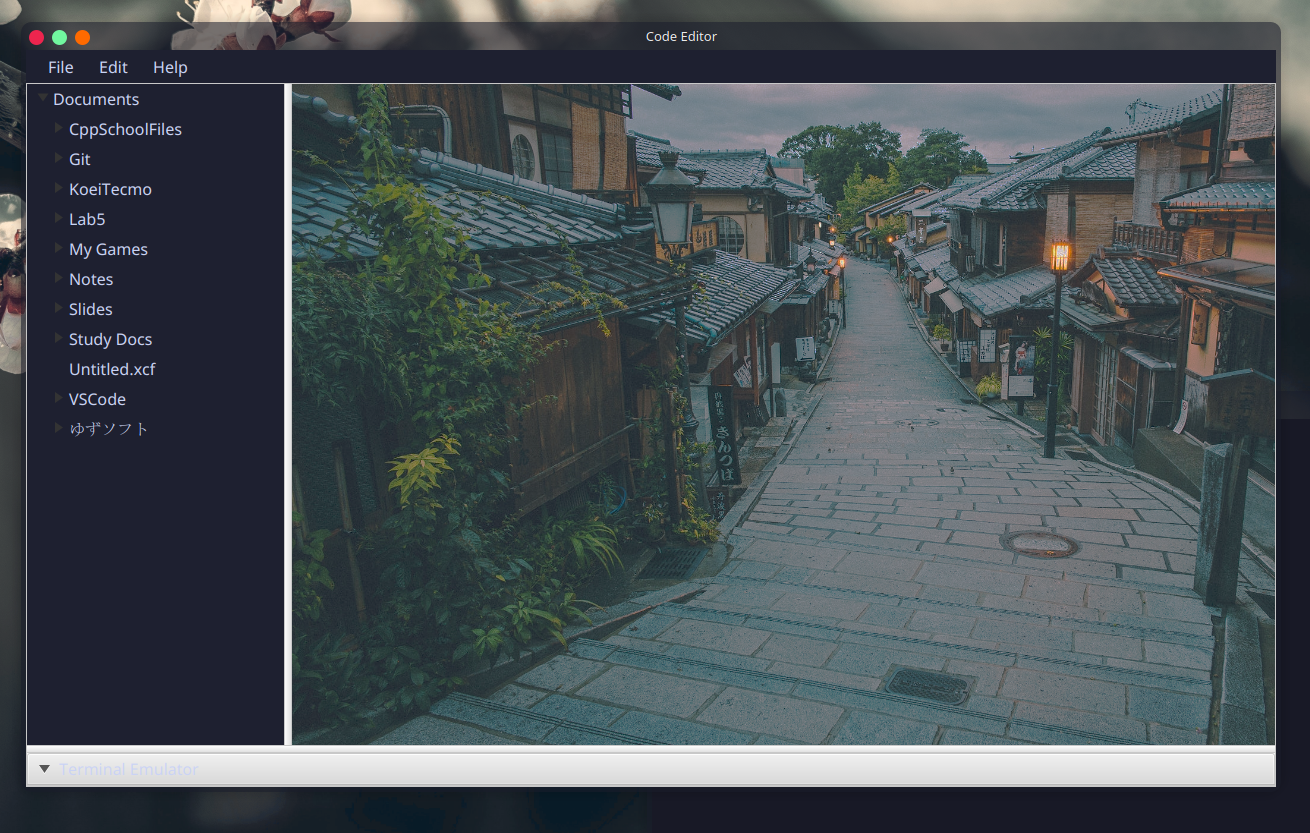 Code Editor
File Edit Help
Documents
CppSchoolFiles
Git
KoeiTecmo
Lab5
My Games
Notes
Slides
Study Docs
Untitled.xcf
VSCode
ゆずソフト
きんつば
Terminal Emulator